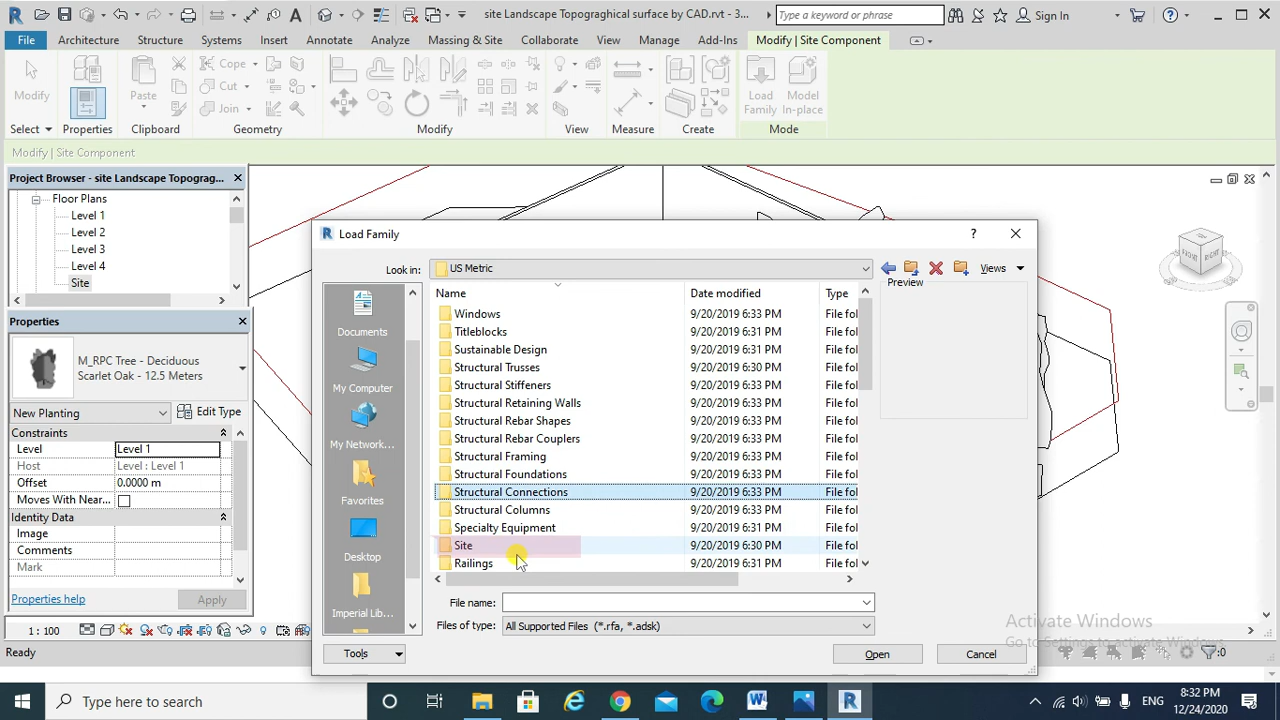 site Landscape Topographical surface by CAD.rvt - 3...
Type a keyword or phrase
Sign In
File
Architecture
Structure
Systems
Insert
Annotate
Analyze
Massing & Site
Collaborate
View
Manage
Add-Ins
Modify | Site Component
Modify
Paste
Cope
Cut
Join
Load
Family
Model
In-place
Select
Properties
Clipboard
Geometry
Modify
View
Measure
Create
Mode
Modify | Site Component
Project Browser - site Landscape Topograg...
Floor Plans
Level 1
Level 2
Level 3
Level 4
Site
Properties
M_RPC Tree - Deciduous
Scarlet Oak - 12.5 Meters
New Planting
Edit Type
Constraints
Level
Level 1
Host
Level : Level 1
Offset
0.0000 m
Moves With Near...
Identity Data
Image
Comments
Mark
Properties help
Apply
Load Family
Look in:
US Metric
Views
Documents
My Computer
My Network...
Favorites
Desktop
Imperial Lib...
Name
Date modified
Type
Windows 9/20/2019 6:33 PM File fol
Titleblocks 9/20/2019 6:31 PM File fol
Sustainable Design 9/20/2019 6:31 PM File fol
Structural Trusses 9/20/2019 6:30 PM File fol
Structural Stiffeners 9/20/2019 6:33 PM File fol
Structural Retaining Walls 9/20/2019 6:33 PM File fol
Structural Rebar Shapes 9/20/2019 6:33 PM File fol
Structural Rebar Couplers 9/20/2019 6:33 PM File fol
Structural Framing 9/20/2019 6:33 PM File fol
Structural Foundations 9/20/2019 6:33 PM File fol
Structural Connections 9/20/2019 6:33 PM File fol
Structural Columns 9/20/2019 6:33 PM File fol
Specialty Equipment 9/20/2019 6:31 PM File fol
Site 9/20/2019 6:30 PM File fol
Railings 9/20/2019 6:31 PM File fol
Preview
File name:
Files of type:
All Supported Files (*.rfa, *.adsk)
Tools
Open
Cancel
FRONT
RIGHT
Activate Windows
Go to Settings to activate Windows.
1 : 100
Ready
:0
Type here to search
ENG
8:32 PM
12/24/2020